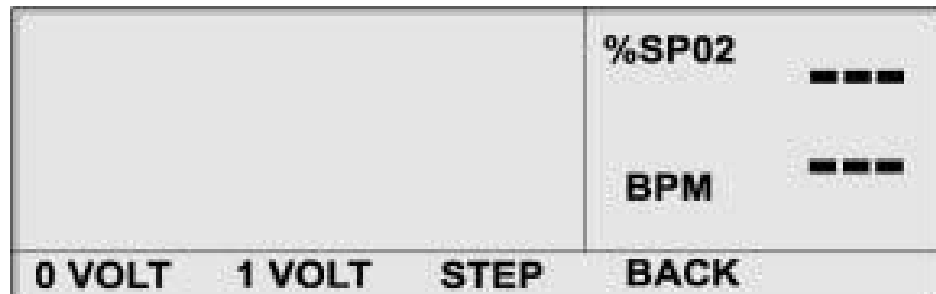 %SP02 ---
BPM ---
0 VOLT 1 VOLT STEP BACK